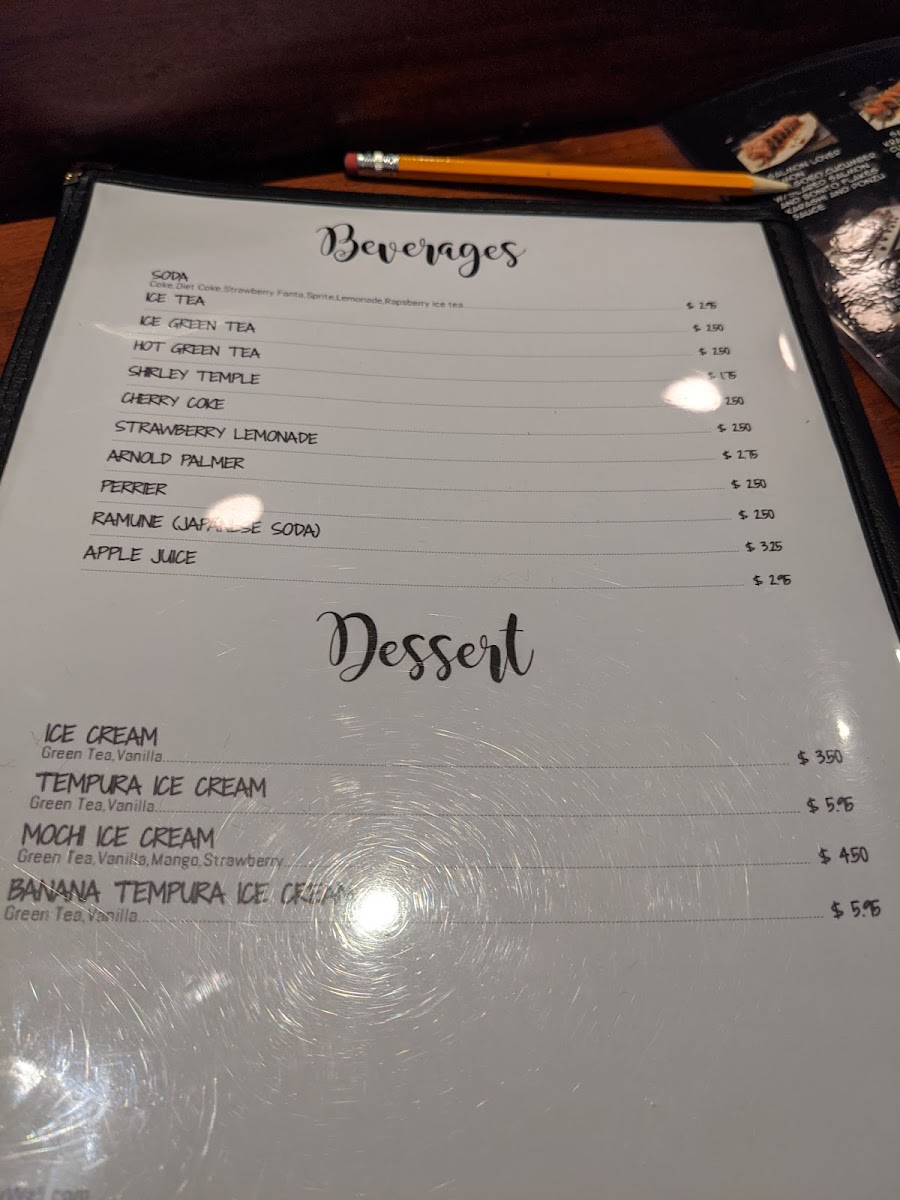 Beverages
SODA
Coke,Diet Coke,Strawberry Fanta,Sprite,Lemonade,Rapsberry ice tea $ 2.95
ICE TEA $ 2.50
ICE GREEN TEA $ 2.50
HOT GREEN TEA $ 1.75
SHIRLEY TEMPLE 2.50
CHERRY COKE $ 2.50
STRAWBERRY LEMONADE $ 2.75
ARNOLD PALMER $ 2.50
PERRIER $ 2.50
RAMUNE (JAPANESE SODA) $ 3.25
APPLE JUICE $ 2.95
Dessert
ICE CREAM
Green Tea,Vanilla $ 3.50
TEMPURA ICE CREAM
Green Tea,Vanilla $ 5.95
MOCHI ICE CREAM
Green Tea,Vanilla,Mango,Strawberry $ 4.50
BANANA TEMPURA ICE CREAM
Green Tea,Vanilla $ 5.95
SALMON LOVER
CUCUMBER
SAUCE